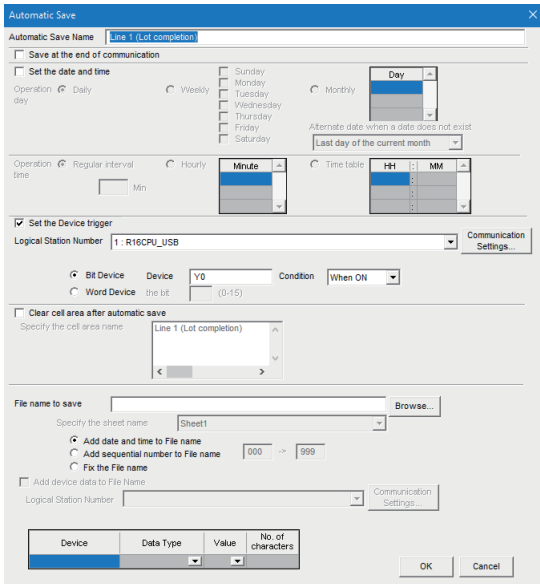 Automatic Save
Automatic Save Name Line 1 (Lot completion)
Save at the end of communication
Set the date and time
Operation day Daily Weekly Sunday Monday Tuesday Wednesday Thursday Friday Saturday Monthly Day
Alternate date when a date does not exist
Last day of the current month
Operation time Regular interval Hourly Minute Time table HH : MM
Min
:
:
Set the Device trigger
Logical Station Number 1 : R16CPU_USB Communication Settings...
Bit Device Device Y0 Condition When ON
Word Device the bit (0-15)
Clear cell area after automatic save
Specify the cell area name Line 1 (Lot completion)
File name to save Browse...
Specify the sheet name Sheet1
Add date and time to File name
Add sequential number to File name 000 -> 999
Fix the File name
Add device data to File Name
Logical Station Number Communication Settings...
Device Data Type Value No. of characters
OK Cancel